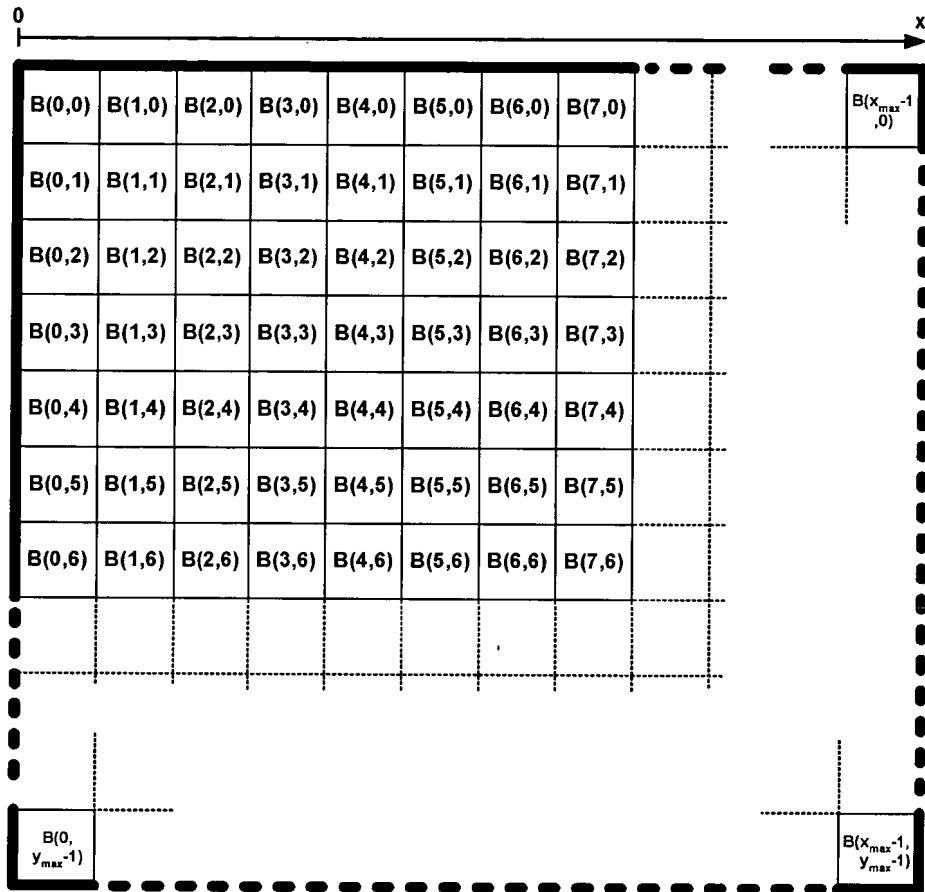 0 x
B(0,0) B(1,0) B(2,0) B(3,0) B(4,0) B(5,0) B(6,0) B(7,0) B(xmax-1
,0)
B(0,1) B(1,1) B(2,1) B(3,1) B(4,1) B(5,1) B(6,1) B(7,1)
B(0,2) B(1,2) B(2,2) B(3,2) B(4,2) B(5,2) B(6,2) B(7,2)
B(0,3) B(1,3) B(2,3) B(3,3) B(4,3) B(5,3) B(6,3) B(7,3)
B(0,4) B(1,4) B(2,4) B(3,4) B(4,4) B(5,4) B(6,4) B(7,4)
B(0,5) B(1,5) B(2,5) B(3,5) B(4,5) B(5,5) B(6,5) B(7,5)
B(0,6) B(1,6) B(2,6) B(3,6) B(4,6) B(5,6) B(6,6) B(7,6)
B(0,
ymax-1)
B(xmax-1,
ymax-1)